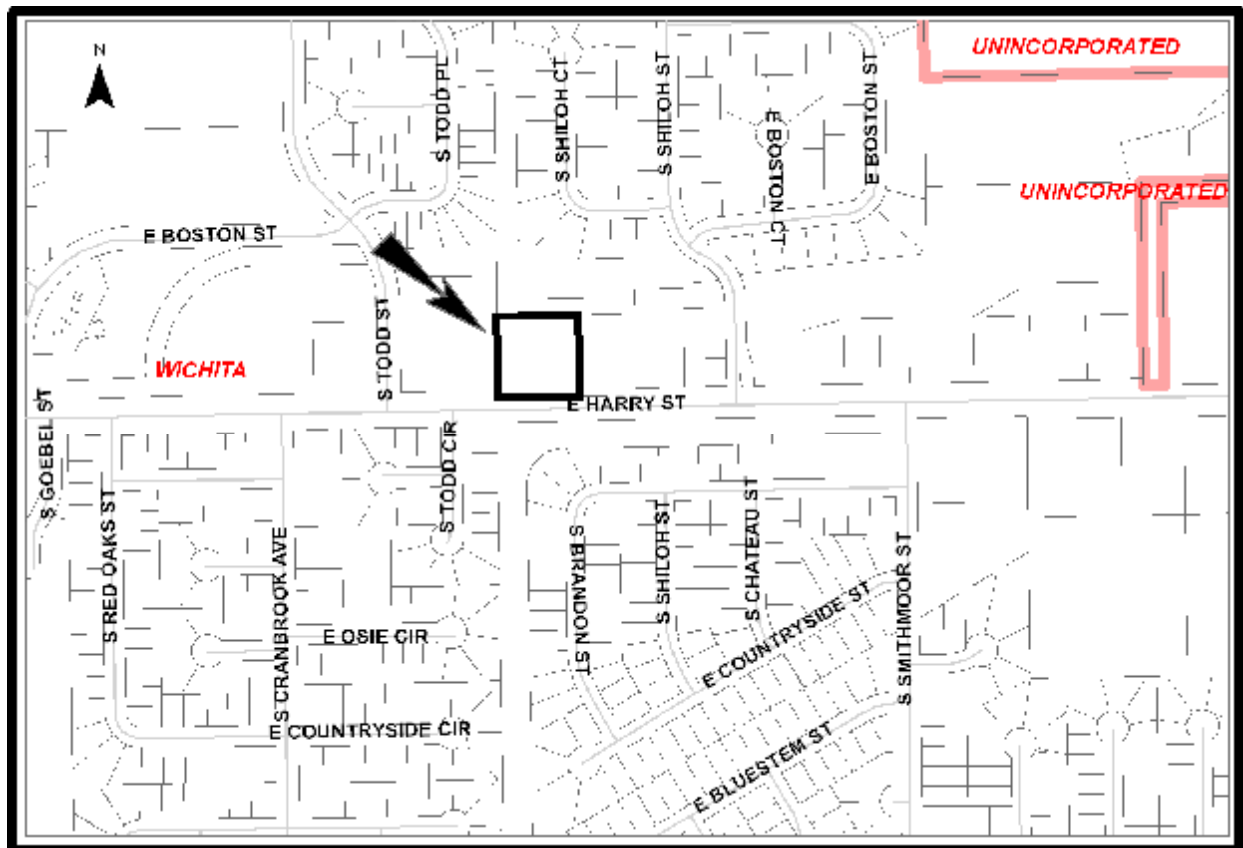 N
UNINCORPORATED
S TODD PL
S SHILOH CT
S SHILOH ST
E BOSTON CT
E BOSTON ST
UNINCORPORATED
E BOSTON ST
S TODD ST
WICHITA
E HARRY ST
S GOEBEL ST
S RED OAKS ST
S CRANBROOK AVE
S TODD CIR
S BRANDON ST
S SHILOH ST
S CHATEAU ST
S SMITHMOOR ST
E OSIE CIR
E COUNTRYSIDE ST
E COUNTRYSIDE CIR
E BLUESTEM ST